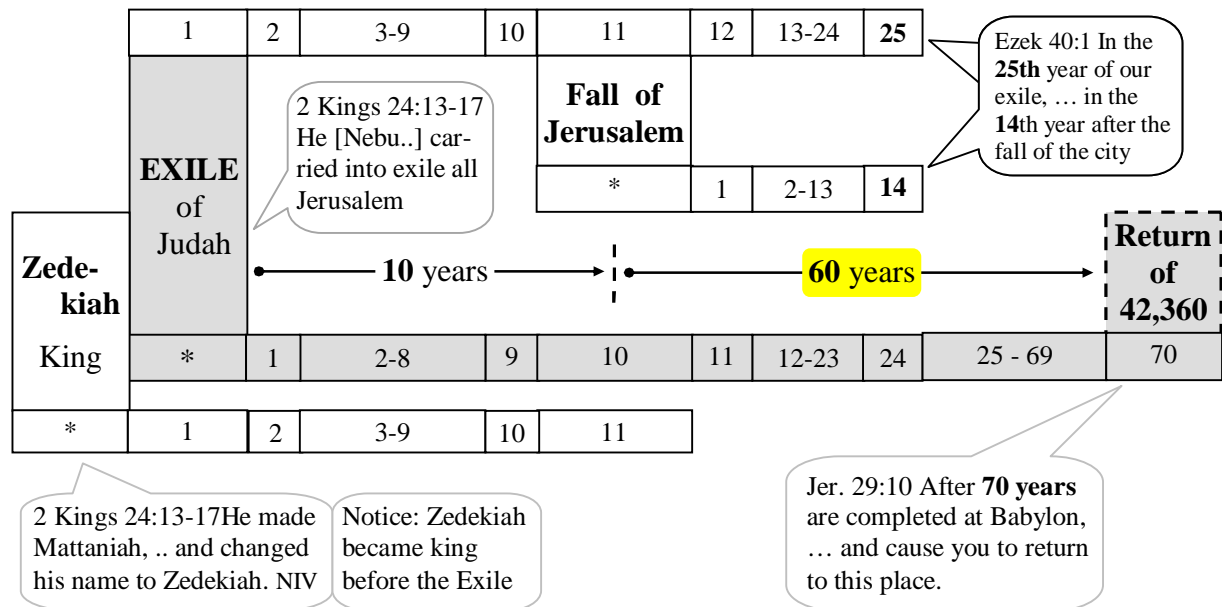 1 2 3-9 10 11 12 13-24 25
Ezek 40:1 In the
25th year of our
exile, … in the
14th year after the
fall of the city
2 Kings 24:13-17
He [Nebu..] car-
ried into exile all
Jerusalem
Fall of
Jerusalem
* 1 2-13 14
EXILE
of
Judah
Zede-
kiah
King
10 years
60 years
Return
of
42,360
* 1 2-8 9 10 11 12-23 24 25 - 69 70
* 1 2 3-9 10 11
2 Kings 24:13-17He made
Mattaniah, .. and changed
his name to Zedekiah. NIV
Notice: Zedekiah
became king
before the Exile
Jer. 29:10 After 70 years
are completed at Babylon,
… and cause you to return
to this place.